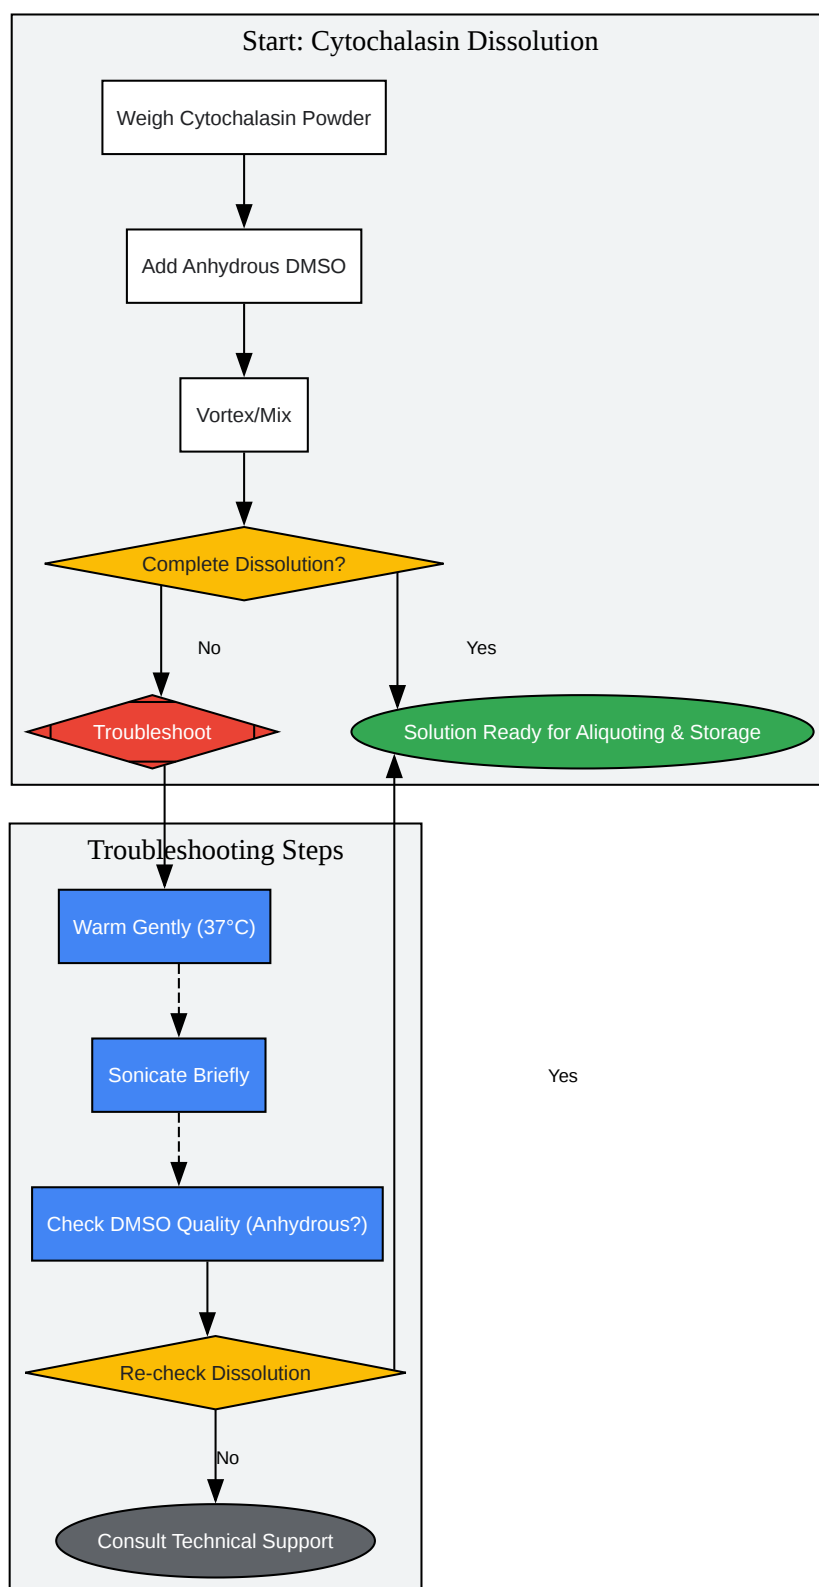 Start: Cytochalasin Dissolution
Weigh Cytochalasin Powder
Add Anhydrous DMSO
Vortex/Mix
Complete Dissolution?
No
Yes
Troubleshoot
Solution Ready for Aliquoting & Storage
Troubleshooting Steps
Warm Gently (37°C)
Sonicate Briefly
Yes
Check DMSO Quality (Anhydrous?)
Re-check Dissolution
No
Consult Technical Support